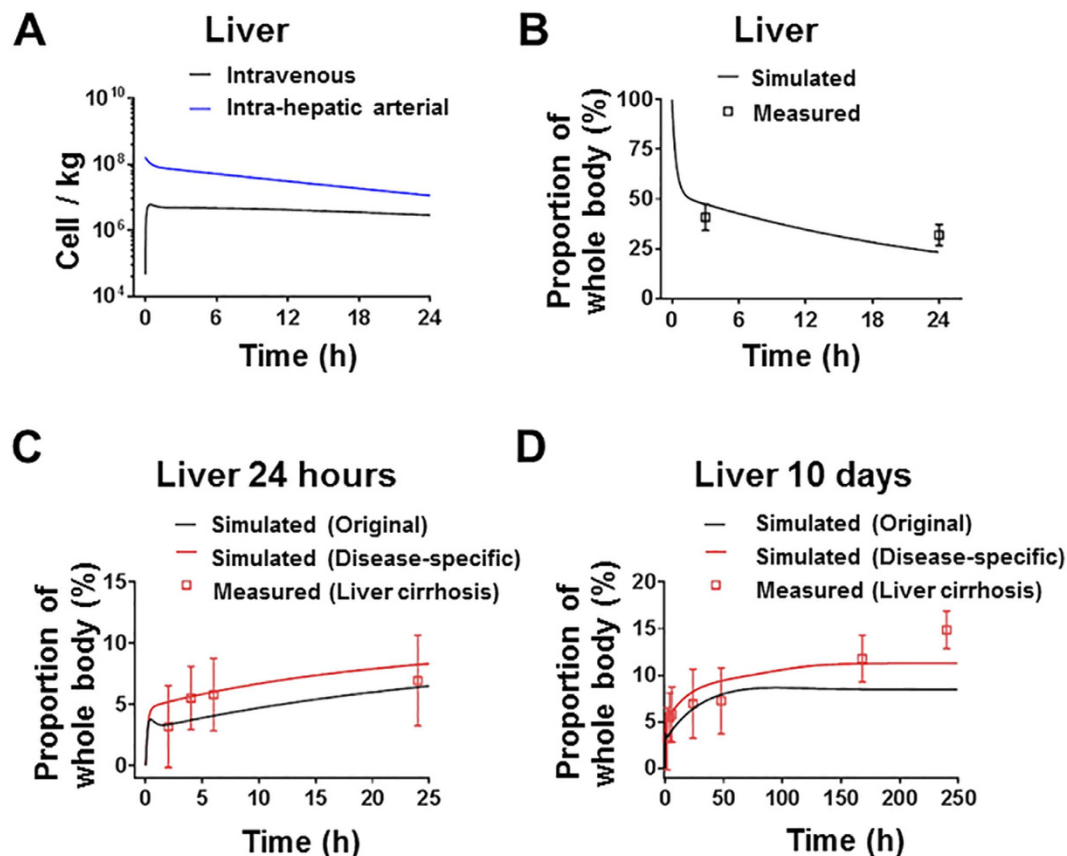 A
Liver
Intravenous
Intra-hepatic arterial
10^10
10^8
10^6
10^4
Cell / kg
0 6 12 18 24
Time (h)
B
Liver
Simulated
Measured
100
75
50
25
0
Proportion of
whole body (%)
0 6 12 18 24
Time (h)
C
Liver 24 hours
Simulated (Original)
Simulated (Disease-specific)
Measured (Liver cirrhosis)
15
10
5
0
Proportion of
whole body (%)
0 5 10 15 20 25
Time (h)
D
Liver 10 days
Simulated (Original)
Simulated (Disease-specific)
Measured (Liver cirrhosis)
20
15
10
5
0
Proportion of
whole body (%)
0 50 100 150 200 250
Time (h)